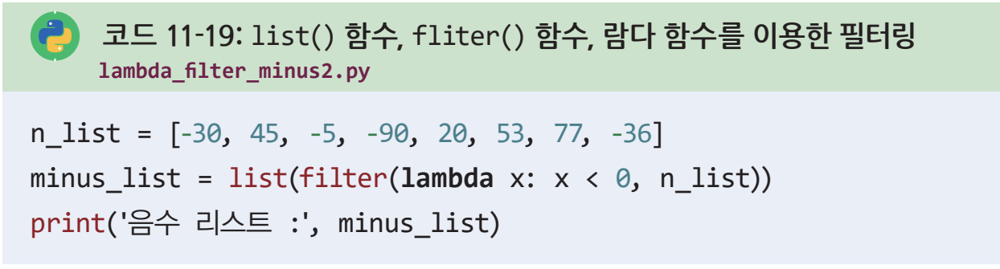 코드 11-19: list() 함수, fliter() 함수, 람다 함수를 이용한 필터링
lambda_filter_minus2.py
n_list = [-30, 45, -5, -90, 20, 53, 77, -36]
minus_list = list(filter(lambda x: x < 0, n_list))
print('음수 리스트 :', minus_list)